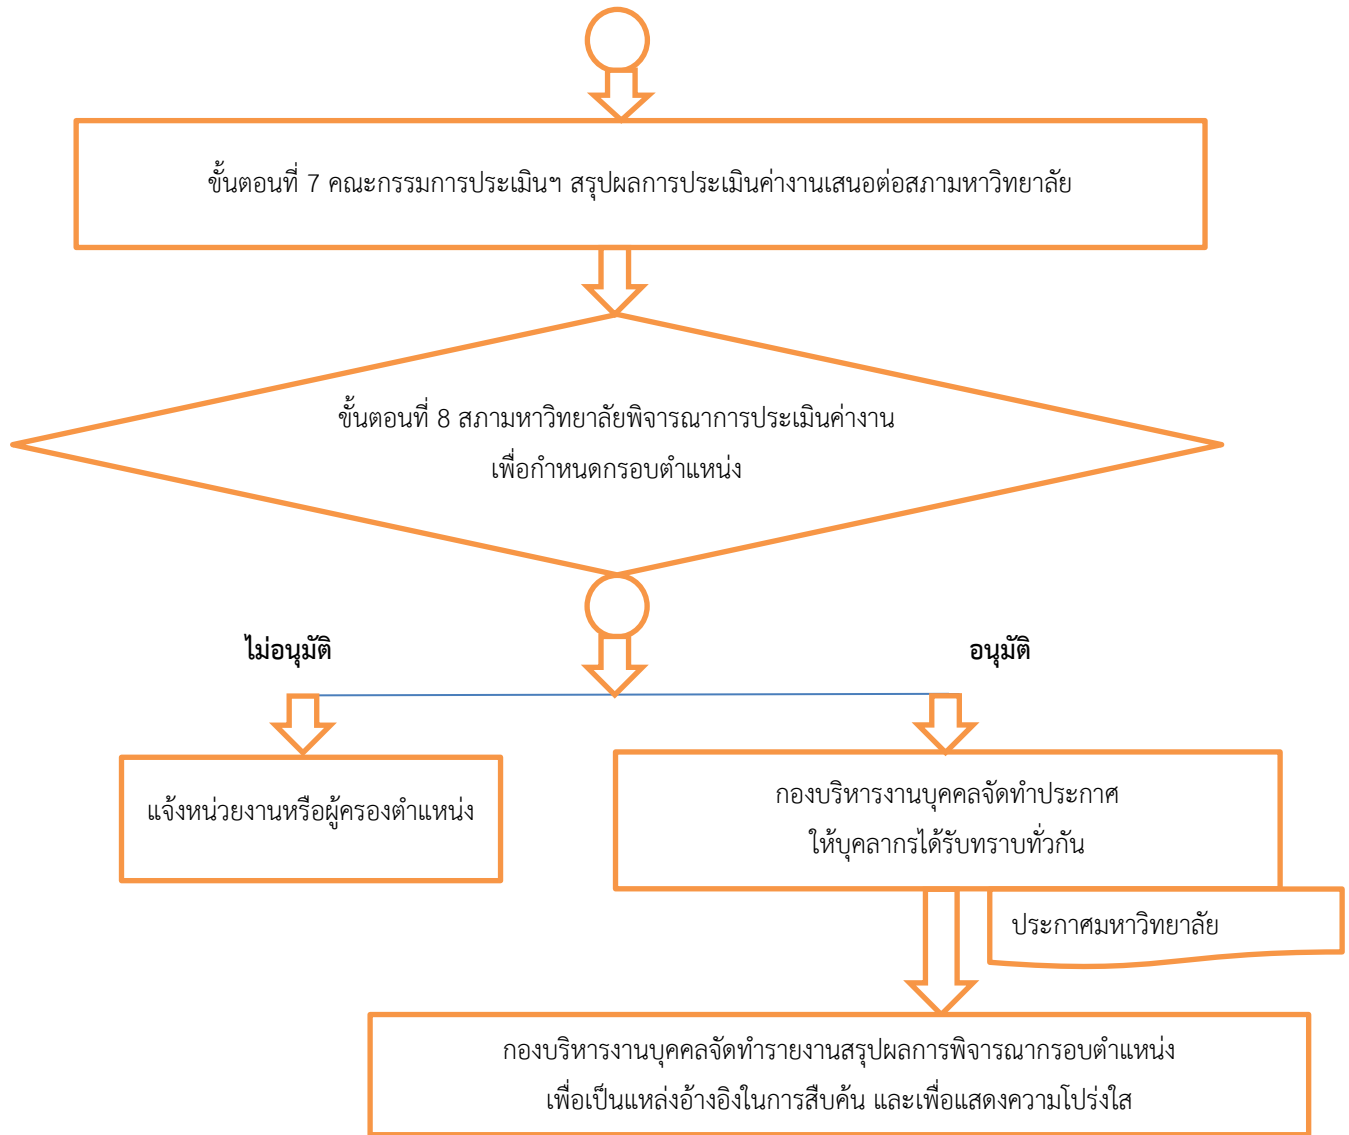 ขั้นตอนที่ 7 คณะกรรมการประเมินฯ สรุปผลการประเมินค่างานเสนอต่อสภามหาวิทยาลัย
ขั้นตอนที่ 8 สภามหาวิทยาลัยพิจารณาการประเมินค่างาน
เพื่อกำหนดกรอบตำแหน่ง
ไม่อนุมัติ
อนุมัติ
แจ้งหน่วยงานหรือผู้ครองตำแหน่ง
กองบริหารงานบุคคลจัดทำประกาศ
ให้บุคลากรได้รับทราบทั่วกัน
ประกาศมหาวิทยาลัย
กองบริหารงานบุคคลจัดทำรายงานสรุปผลการพิจารณากรอบตำแหน่ง
เพื่อเป็นแหล่งอ้างอิงในการสืบค้น และเพื่อแสดงความโปร่งใส